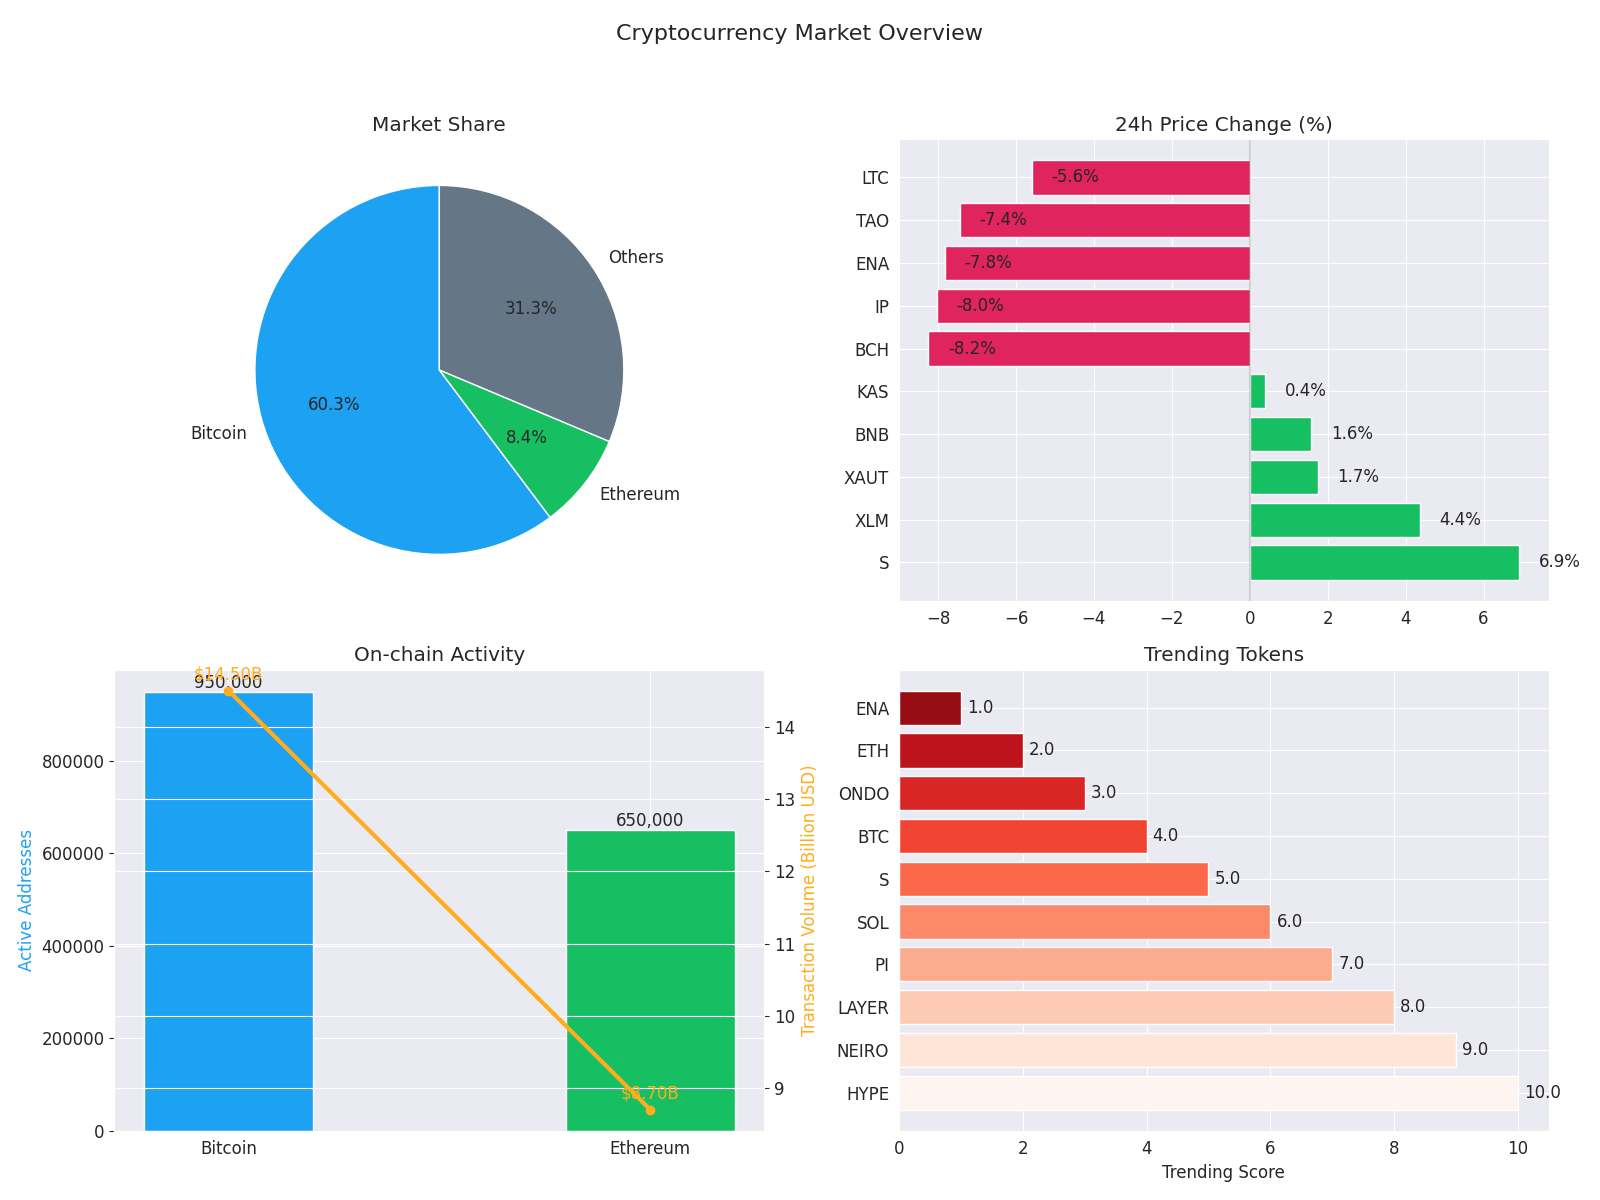 Cryptocurrency Market Overview
Market Share
Others
31.3%
60.3%
Bitcoin
8.4%
Ethereum
24h Price Change (%)
LTC
-5.6%
TAO
-7.4%
ENA
-7.8%
IP
-8.0%
BCH
-8.2%
KAS
0.4%
BNB
1.6%
XAUT
1.7%
XLM
4.4%
S
6.9%
−8 −6 −4 −2 0 2 4 6
On-chain Activity
$14.50B
950,000
650,000
$8.70B
Active Addresses
800000
600000
400000
200000
0
Transaction Volume (Billion USD)
14
13
12
11
10
9
Bitcoin Ethereum
Trending Tokens
ENA
1.0
ETH
2.0
ONDO
3.0
BTC
4.0
S
5.0
SOL
6.0
PI
7.0
LAYER
8.0
NEIRO
9.0
HYPE
10.0
0 2 4 6 8 10
Trending Score